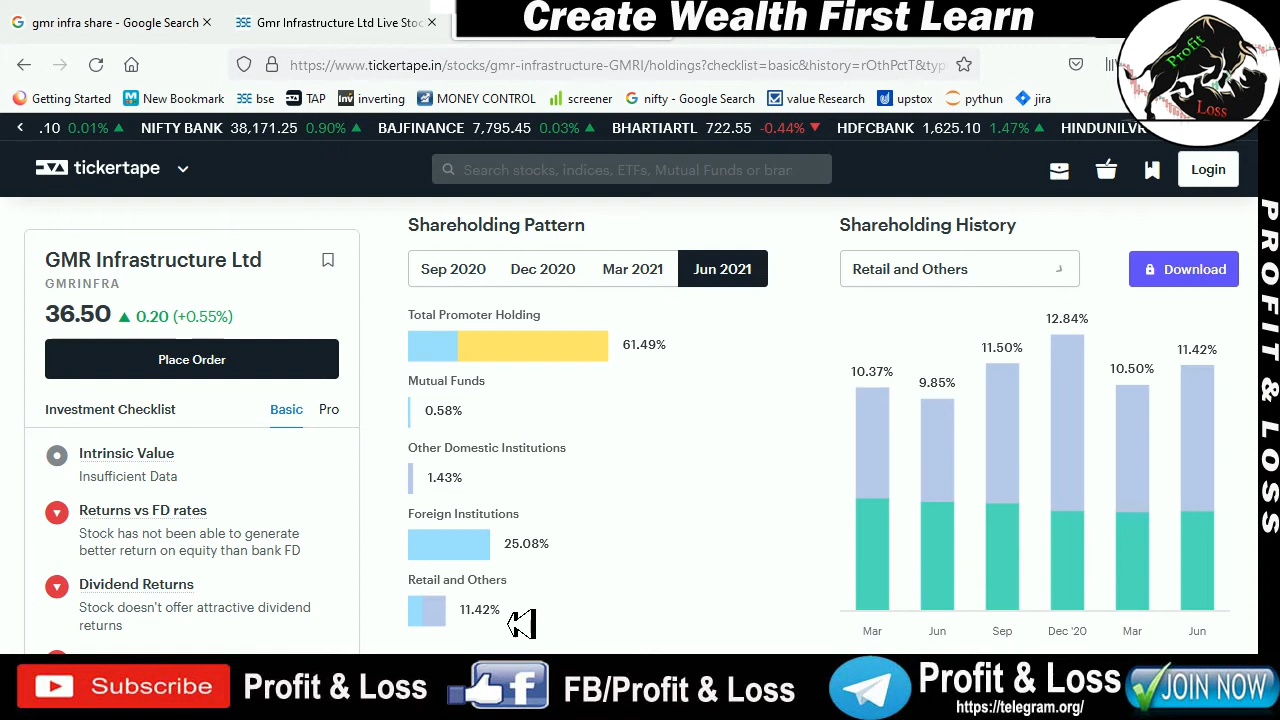 Create Wealth First Learn
gmr infra share - Google Search
Gmr Infrastructure Ltd Live Stoc
https://www.tickertape.in/stocks/gmr-infrastructure-GMRI/holdings?checklist=basic&history=rOthPctT&typ
Profit
Loss
Getting Started
New Bookmark
bse
TAP
inverting
MONEY CONTR
screener
nifty - Google Search
value Research
upstox
pythun
jira
.10 0.01% NIFTY BANK 38,171.25 0.90% BAJFINANCE 7,795.45 0.03% BHARTIARTL 722.55 -0.44% HDFCBANK 1,625.10 1.47% HINDUNILVR
tickertape
Search stocks, indices, ETFs, Mutual Funds or brar
Login
GMR Infrastructure Ltd
GMRINFRA
36.50 0.20 (+0.55%)
Place Order
Investment Checklist Basic Pro
Intrinsic Value
Insufficient Data
Returns vs FD rates
Stock has not been able to generate
better return on equity than bank FD
Dividend Returns
Stock doesn't offer attractive dividend
returns
Shareholding Pattern
Sep 2020 Dec 2020 Mar 2021 Jun 2021
Total Promoter Holding
61.49%
Mutual Funds
0.58%
Other Domestic Institutions
1.43%
Foreign Institutions
25.08%
Retail and Others
11.42%
Shareholding History
Retail and Others
Download
10.37% 9.85% 11.50% 12.84% 10.50% 11.42%
Mar Jun Sep Dec '20 Mar Jun
PROFIT & LOSS
Subscribe
Profit & Loss
FB/Profit & Loss
Profit & Loss
https://telegram.org/
JOIN NOW